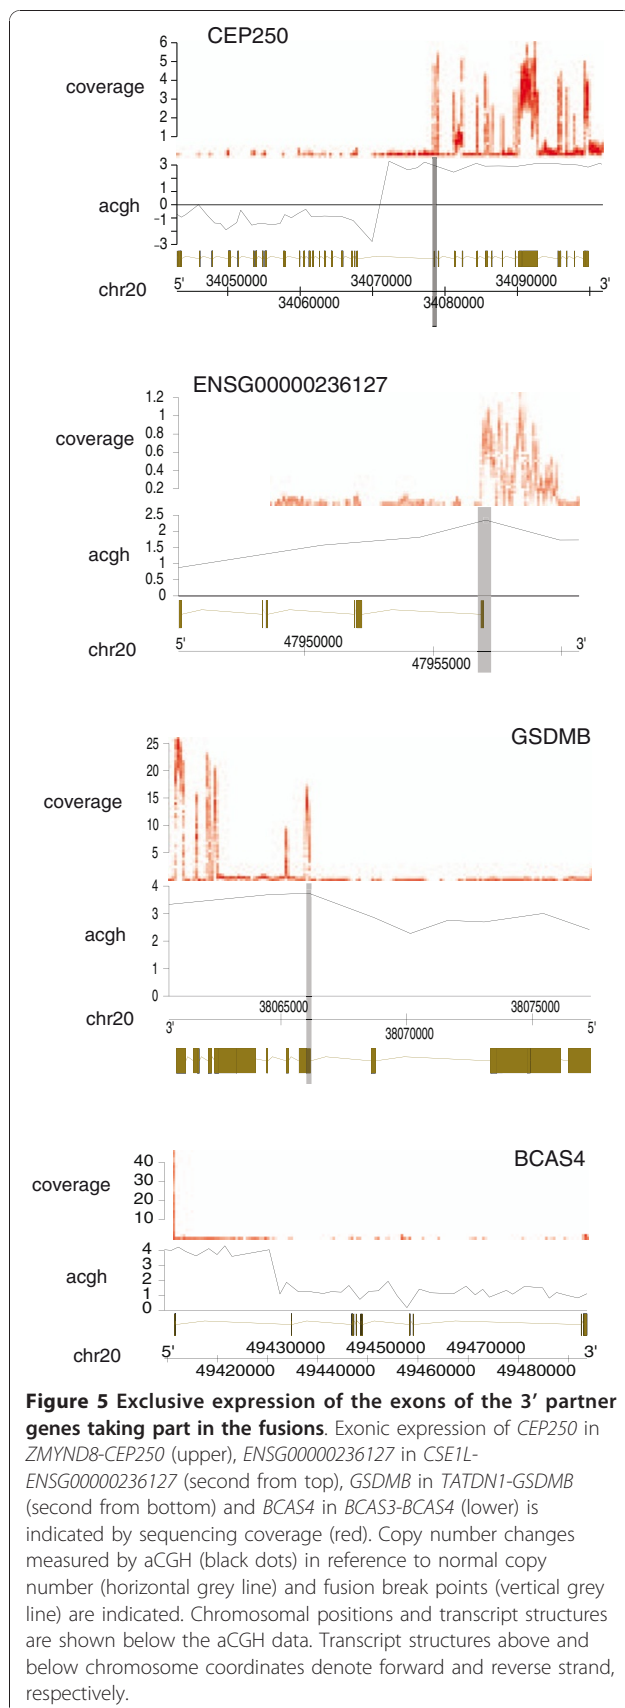 CEP250
coverage
6
5
4
3
2
1
acgh
3
2
1
0
-1
-3
5' 34050000 34070000 34090000 3'
chr20
34060000 34080000
ENSG00000236127
coverage
1.2
1
0.8
0.6
0.4
0.2
acgh
2.5
2
1.5
1
0.5
0
5' 47950000 3'
chr20
47955000
GSDMB
coverage
25
20
15
10
5
acgh
4
3
2
1
0
38065000 38075000
chr20
3' 38070000 5'
BCAS4
coverage
40
30
20
10
acgh
4
3
2
1
0
49430000 49450000 49470000
chr20 5' 3'
49420000 49440000 49460000 49480000
Figure 5 Exclusive expression of the exons of the 3’ partner
genes taking part in the fusions. Exonic expression of CEP250 in
ZMYND8-CEP250 (upper), ENSG00000236127 in CSE1L-
ENSG00000236127 (second from top), GSDMB in TATDN1-GSDMB
(second from bottom) and BCAS4 in BCAS3-BCAS4 (lower) is
indicated by sequencing coverage (red). Copy number changes
measured by aCGH (black dots) in reference to normal copy
number (horizontal grey line) and fusion break points (vertical grey
line) are indicated. Chromosomal positions and transcript structures
are shown below the aCGH data. Transcript structures above and
below chromosome coordinates denote forward and reverse strand,
respectively.